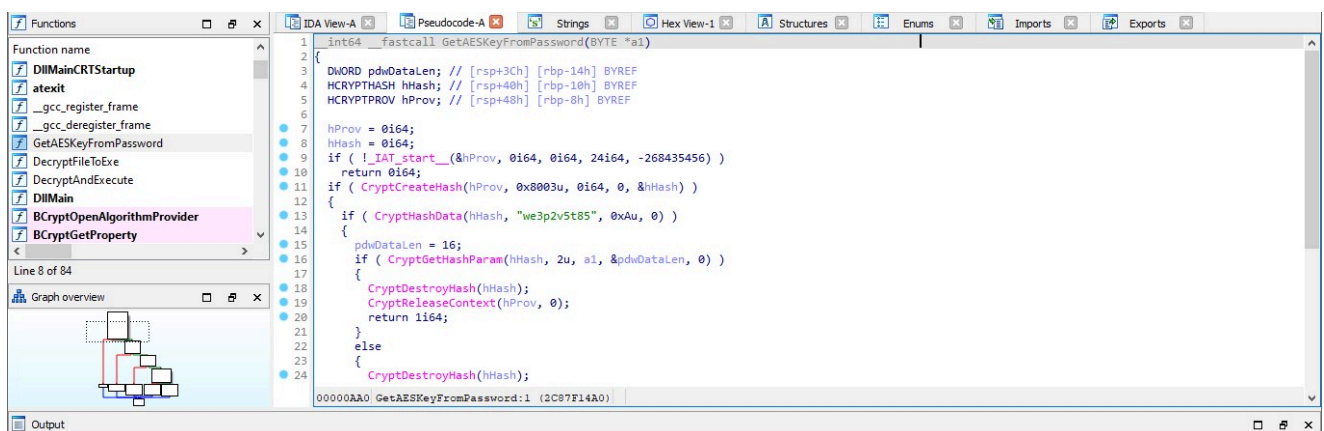 Functions
Function name
DllMainCRTStartup
atexit
__gcc_register_frame
__gcc_deregister_frame
GetAESKeyFromPassword
DecryptFileToExe
DecryptAndExecute
DllMain
BCryptOpenAlgorithmProvider
BCryptGetProperty
Line 8 of 84
Graph overview
IDA View-A Pseudocode-A Strings Hex View-1 Structures Enums Imports Exports
1 __int64 __fastcall GetAESKeyFromPassword(BYTE *a1)
2 {
3 DWORD pdwDataLen; // [rsp+3Ch] [rbp-14h] BYREF
4 HCRYPTHASH hHash; // [rsp+40h] [rbp-10h] BYREF
5 HCRYPTPROV hProv; // [rsp+48h] [rbp-8h] BYREF
6
7 hProv = 0i64;
8 hHash = 0i64;
9 if ( !_IAT_start__(&hProv, 0i64, 0i64, 24i64, -268435456) )
10 return 0i64;
11 if ( CryptCreateHash(hProv, 0x8003u, 0i64, 0, &hHash) )
12 {
13 if ( CryptHashData(hHash, "we3p2v5t85", 0xAu, 0) )
14 {
15 pdwDataLen = 16;
16 if ( CryptGetHashParam(hHash, 2u, a1, &pdwDataLen, 0) )
17 {
18 CryptDestroyHash(hHash);
19 CryptReleaseContext(hProv, 0);
20 return 1i64;
21 }
22 else
23 {
24 CryptDestroyHash(hHash);
00000AA0 GetAESKeyFromPassword:1 (2C87F14A0)
Output